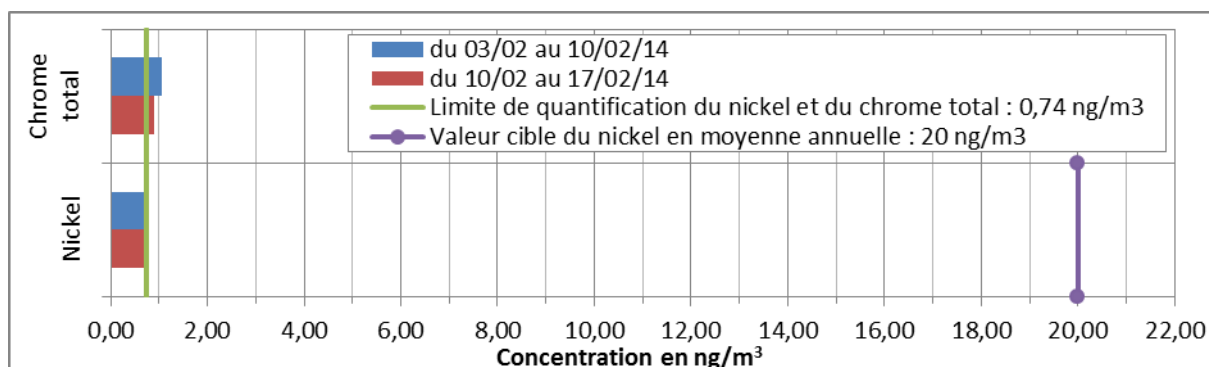 Chrome
total
Nickel
du 03/02 au 10/02/14
du 10/02 au 17/02/14
Limite de quantification du nickel et du chrome total : 0,74 ng/m3
Valeur cible du nickel en moyenne annuelle : 20 ng/m3
0,00 2,00 4,00 6,00 8,00 10,00 12,00 14,00 16,00 18,00 20,00 22,00
Concentration en ng/m³